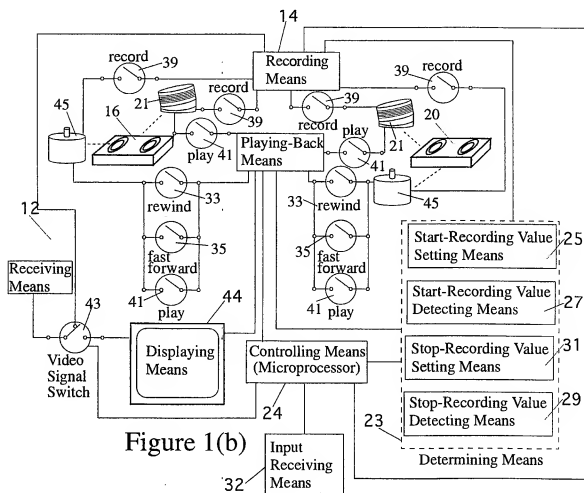 14
record
39
Recording
Means
record
39
45
16
21
record
39
39
record
21
20
play
41
Playing-Back
Means
play
41
33
rewind
33
rewind
45
12
35
fast
forward
35
fast
forward
Receiving
Means
41
play
41
play
43
Video
Signal
Switch
44
Displaying
Means
Controlling Means
(Microprocessor)
24
Input
Receiving
Means
32
Start-Recording Value
Setting Means
25
Start-Recording Value
Detecting Means
27
Stop-Recording Value
Setting Means
31
Stop-Recording Value
Detecting Means
29
23
Determining Means
Figure 1(b)